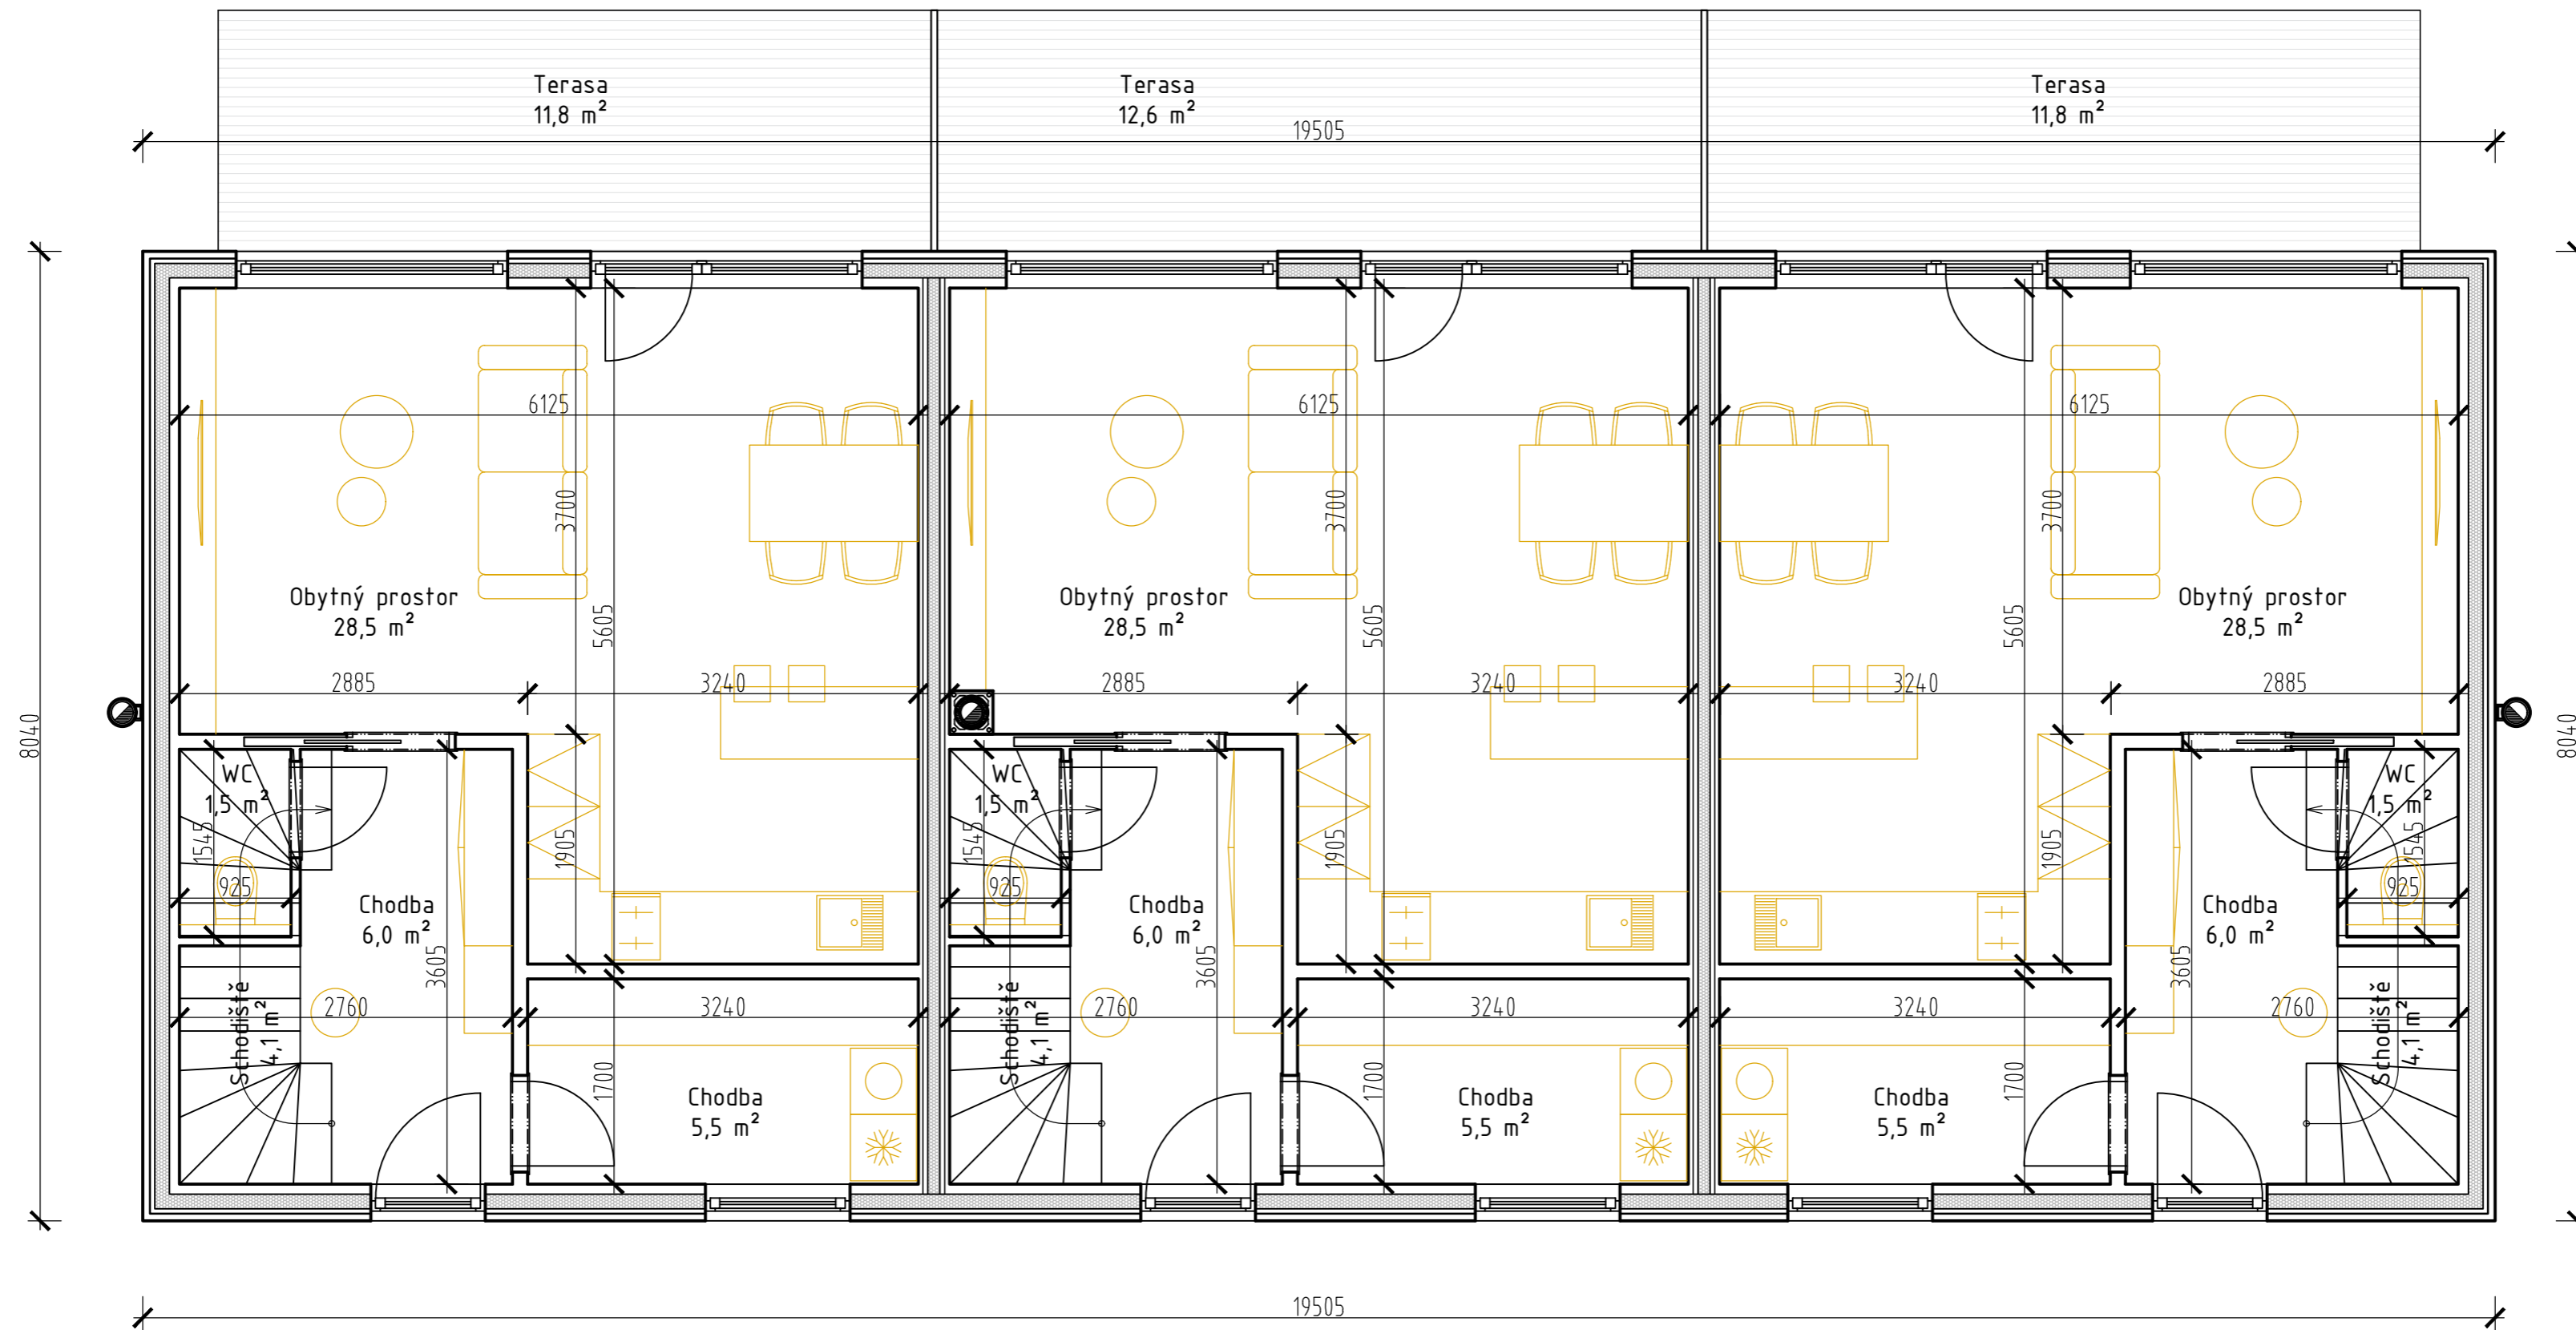 Terasa
11,8 m²
Terasa
12,6 m²
Terasa
11,8 m²
19505
6125
6125
6125
3700
3700
3700
Obytný prostor
28,5 m²
Obytný prostor
28,5 m²
Obytný prostor
28,5 m²
5605
5605
5605
2885
3240
2885
3240
3240
2885
8040
8040
WC
1,5 m²
WC
1,5 m²
WC
1,5 m²
1545
1905
1545
1905
1905
1545
925
925
925
Chodba
6,0 m²
Chodba
6,0 m²
Chodba
6,0 m²
3605
3605
3605
Schodiště
4,1 m²
Schodiště
4,1 m²
Schodiště
4,1 m²
2760
3240
2760
3240
3240
2760
1700
1700
1700
Chodba
5,5 m²
Chodba
5,5 m²
Chodba
5,5 m²
19505